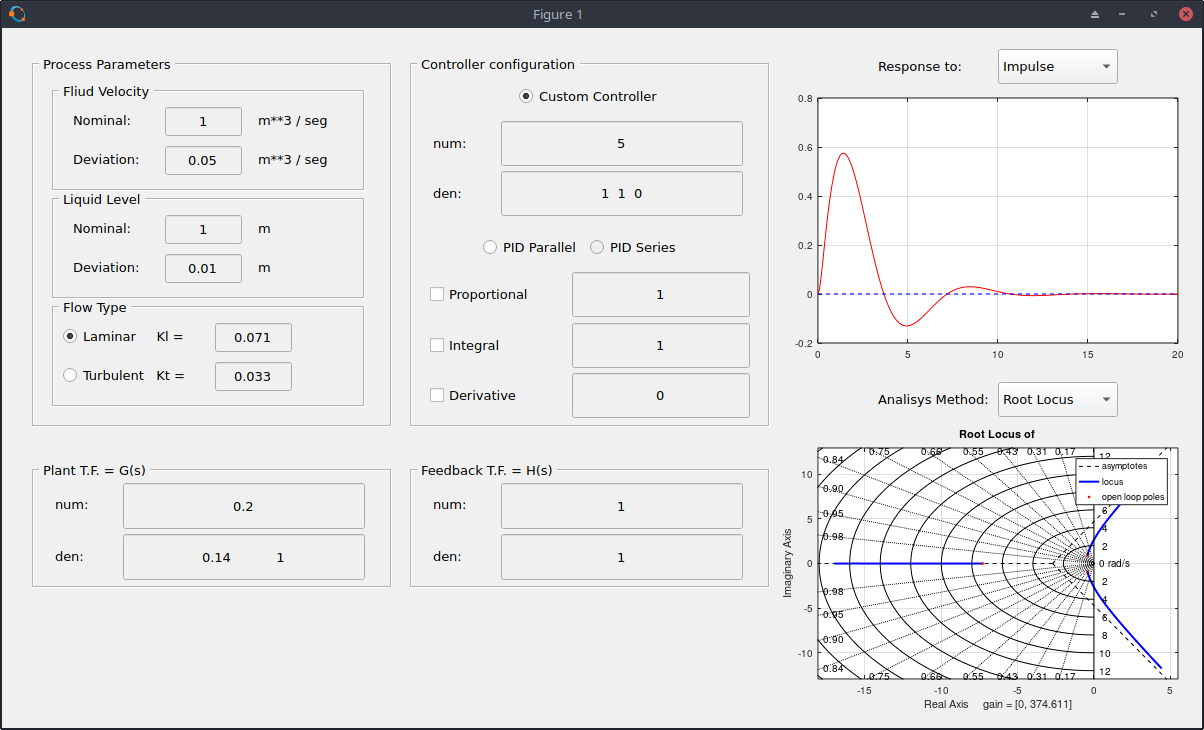 Figure 1
Process Parameters
Fliud Velocity
Nominal: 1 m**3 / seg
Deviation: 0.05 m**3 / seg
Liquid Level
Nominal: 1 m
Deviation: 0.01 m
Flow Type
Laminar Kl = 0.071
Turbulent Kt = 0.033
Controller configuration
Custom Controller
num: 5
den: 1 1 0
PID Parallel PID Series
Proportional 1
Integral 1
Derivative 0
Response to: Impulse
0.8
0.6
0.4
0.2
0
-0.2
0 5 10 15 20
Analisys Method: Root Locus
Plant T.F. = G(s)
num: 0.2
den: 0.14 1
Feedback T.F. = H(s)
num: 1
den: 1
Root Locus of
0.84 0.75 0.66 0.55 0.43 0.31 0.17 12
asymptotes
locus
open loop poles
10
0.90
0.95
0.98
5
6
4
2
0
0 rad/s
2
4
6
8
10
12
-5
-10
0.98
0.95
0.90
0.84
0.75 0.66 0.55 0.43 0.31 0.17
-15 -10 -5 0 5
Imaginary Axis
Real Axis gain = [0, 374.611]